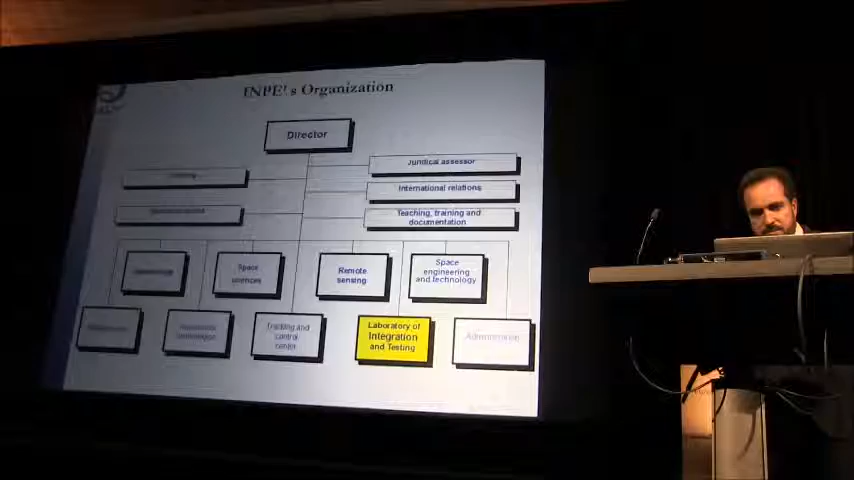 INPE's Organization
Director
Juridical assessor
International relations
Teaching, training and
documentation
Space
sciences
Remote
sensing
Space
engineering
and technology
Tracking and
control
center
Laboratory of
Integration
and Testing
Administration